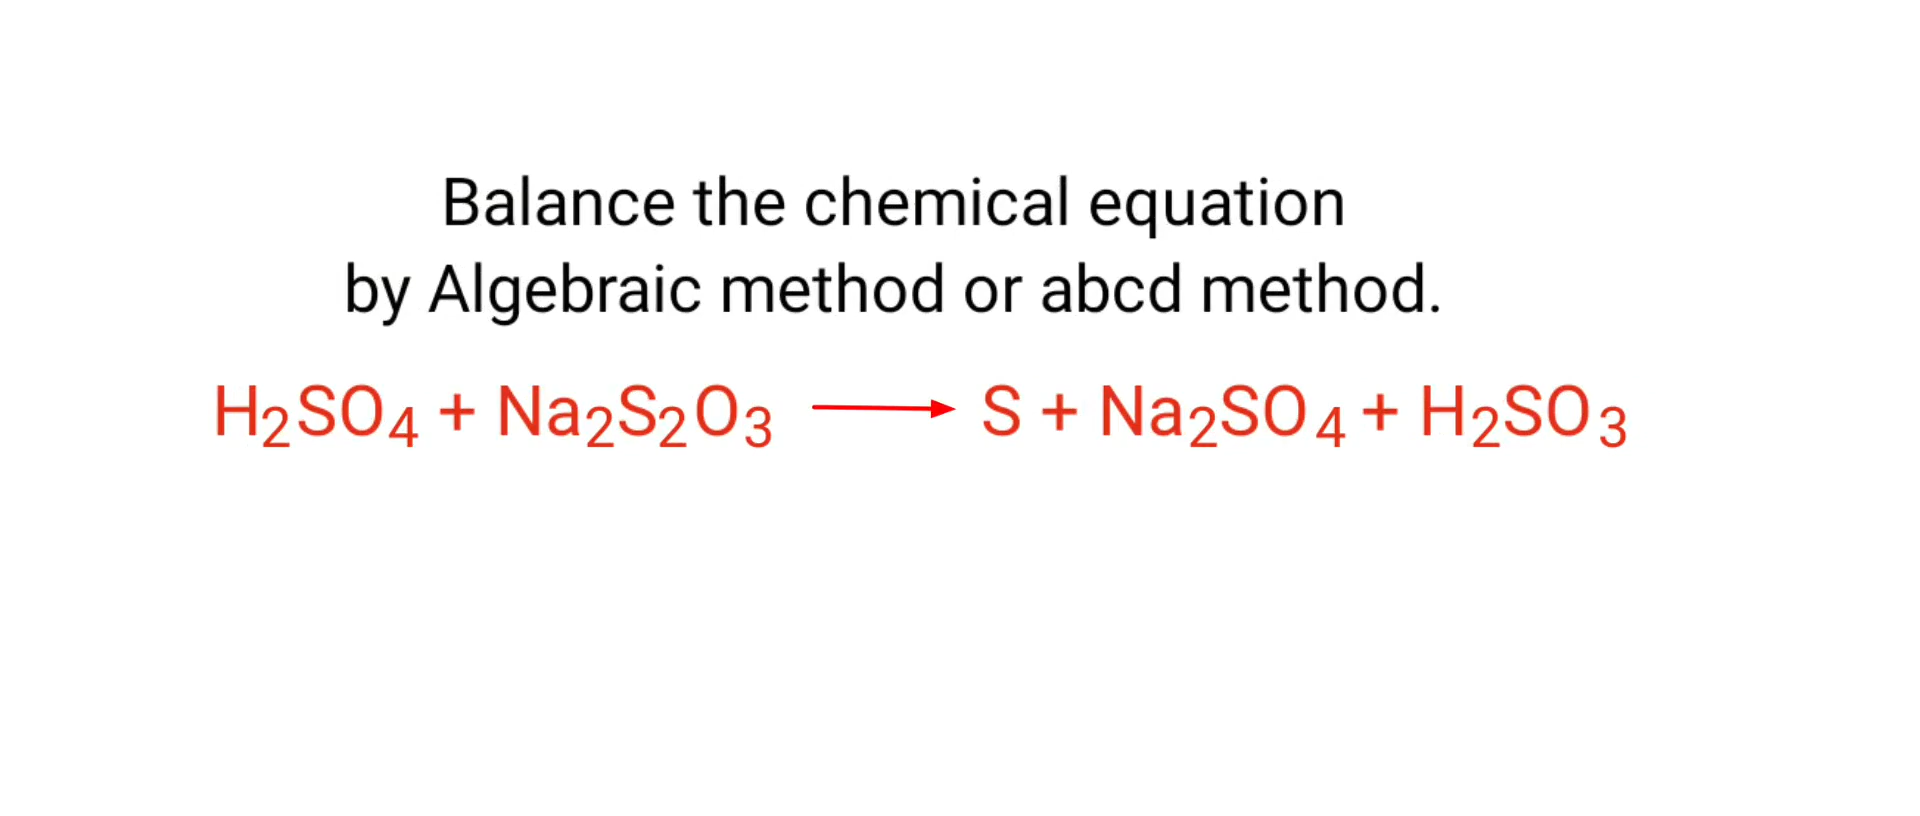 Balance the chemical equation
by Algebraic method or abcd method.
H₂SO₄ + Na₂S₂O₃ ⟶ S + Na₂SO₄ + H₂SO₃